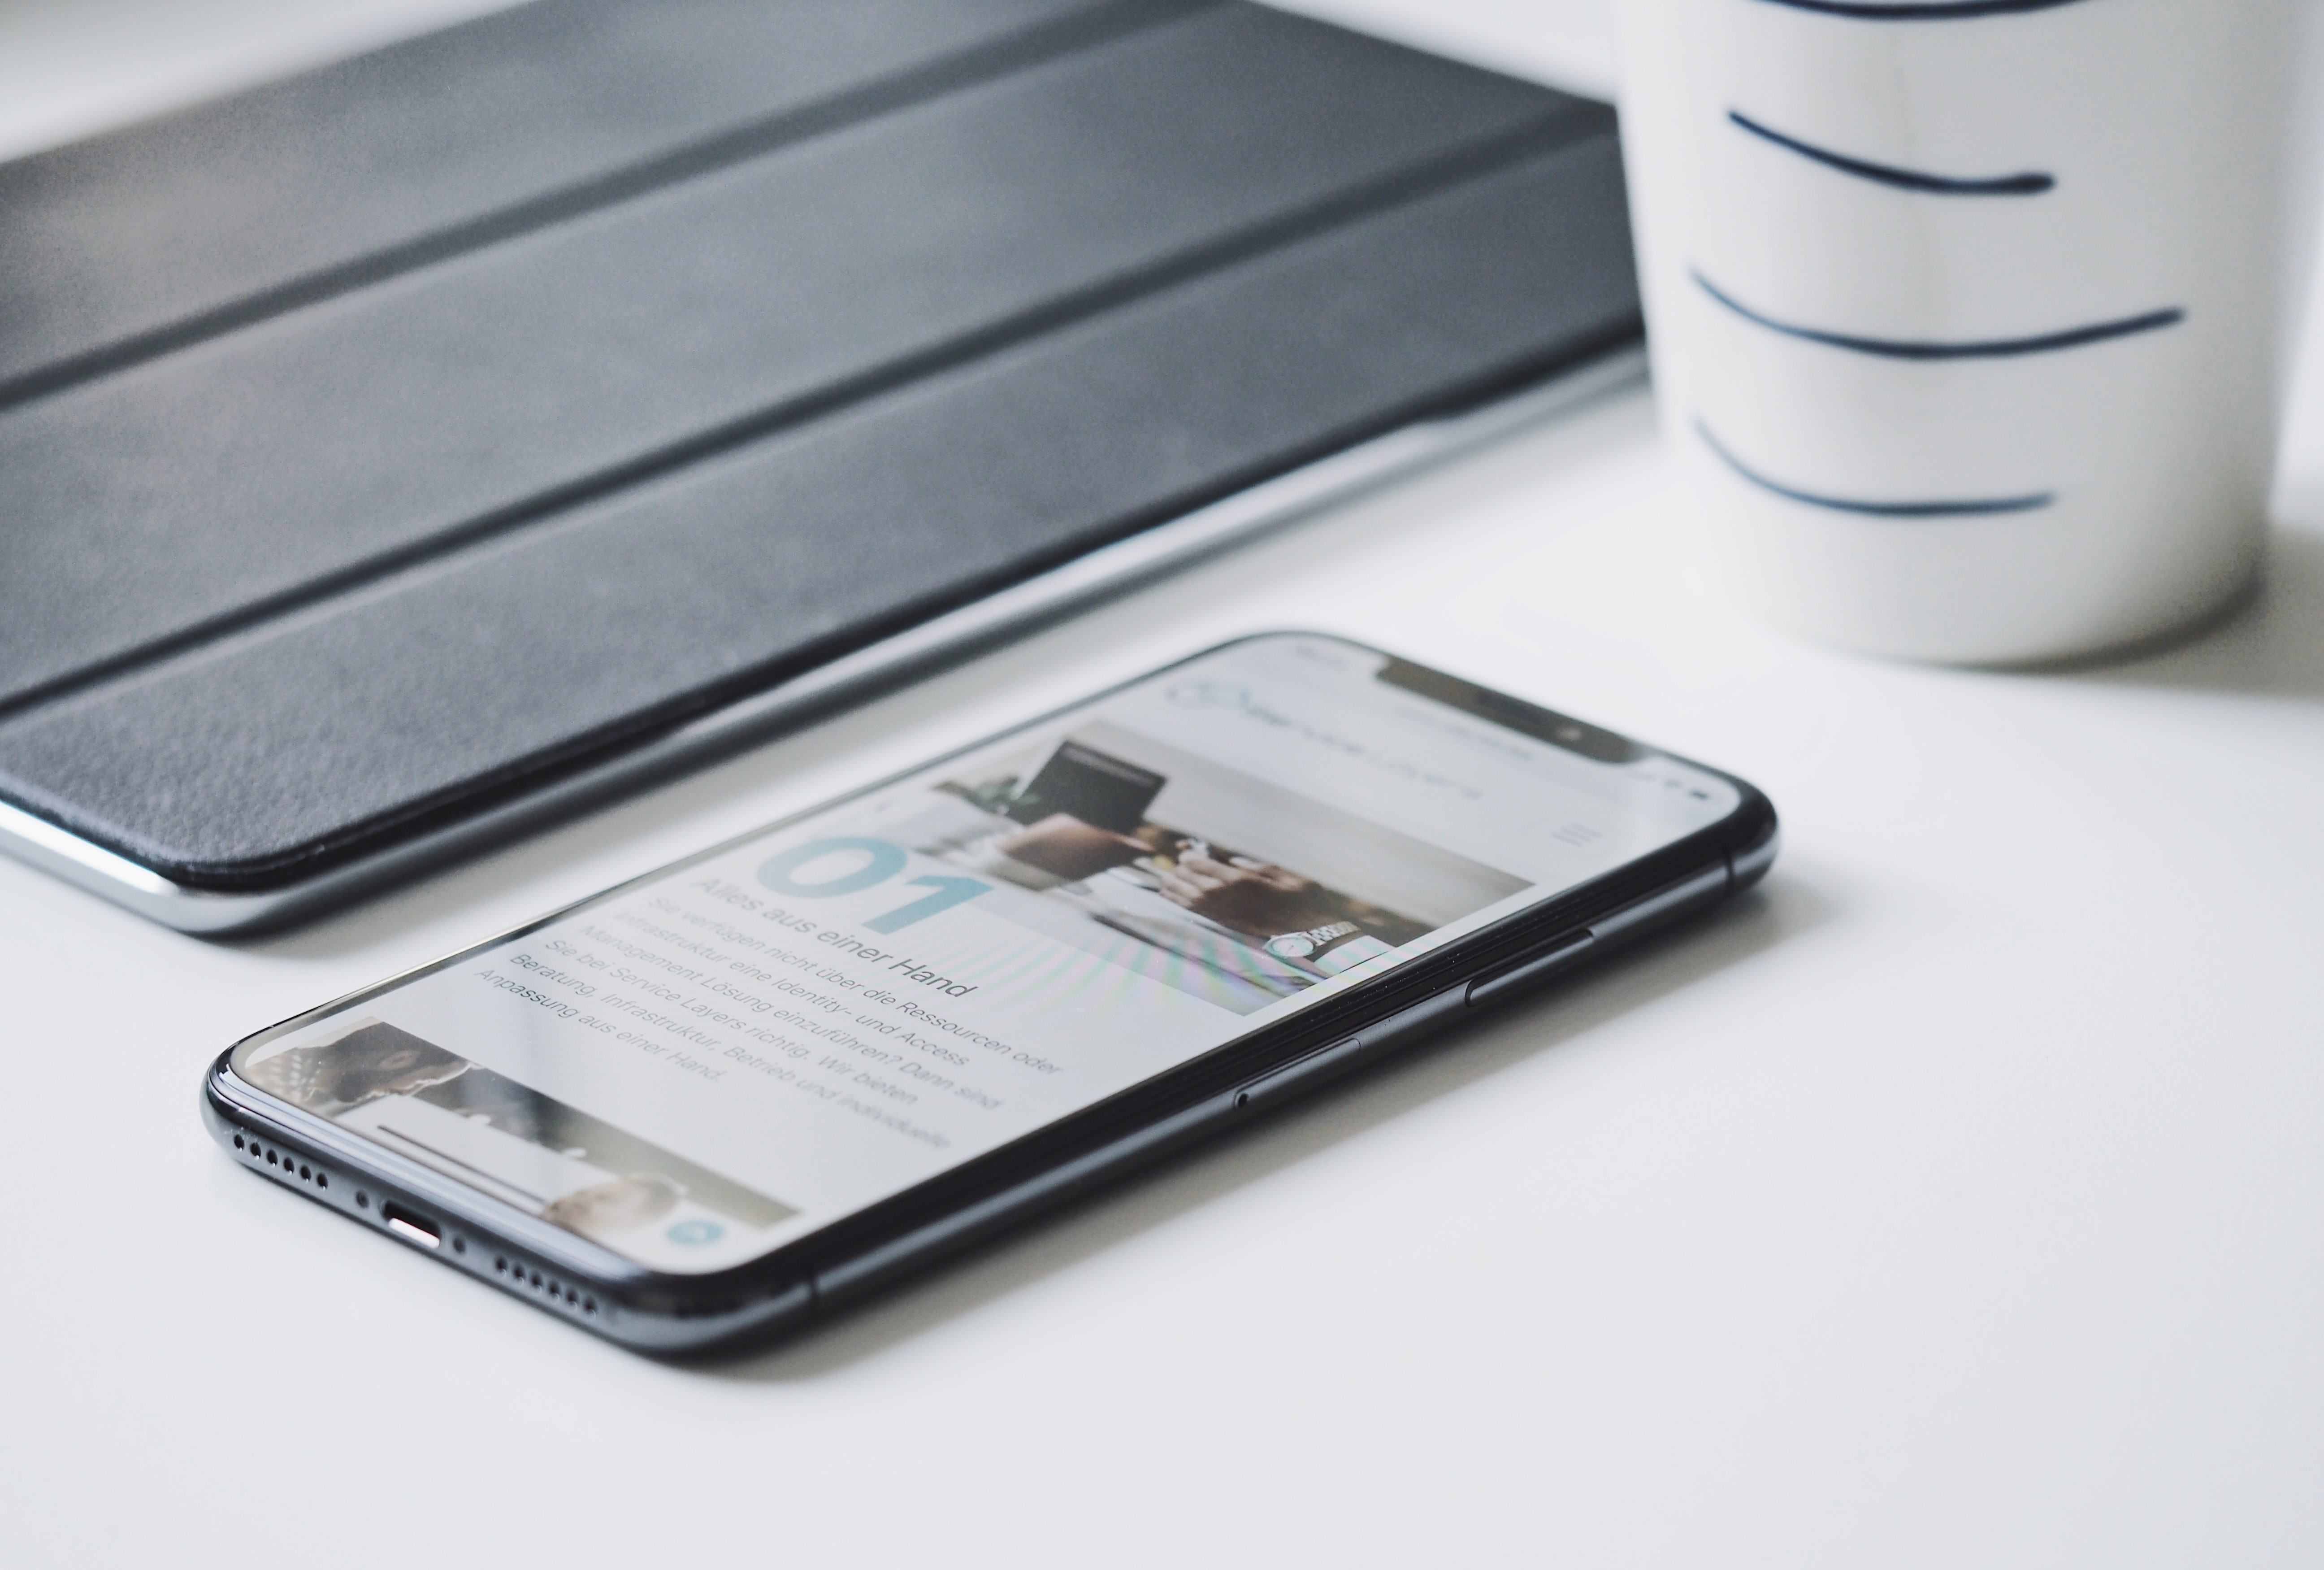 Service Layers
01
Alles aus einer Hand
Sie verfügen nicht über die Ressourcen oder
Infrastruktur eine Identity- und Access
Management Lösung einzuführen? Dann sind
Sie bei Service Layers richtig. Wir bieten
Beratung, Infrastruktur, Betrieb und individuelle
Anpassung aus einer Hand.